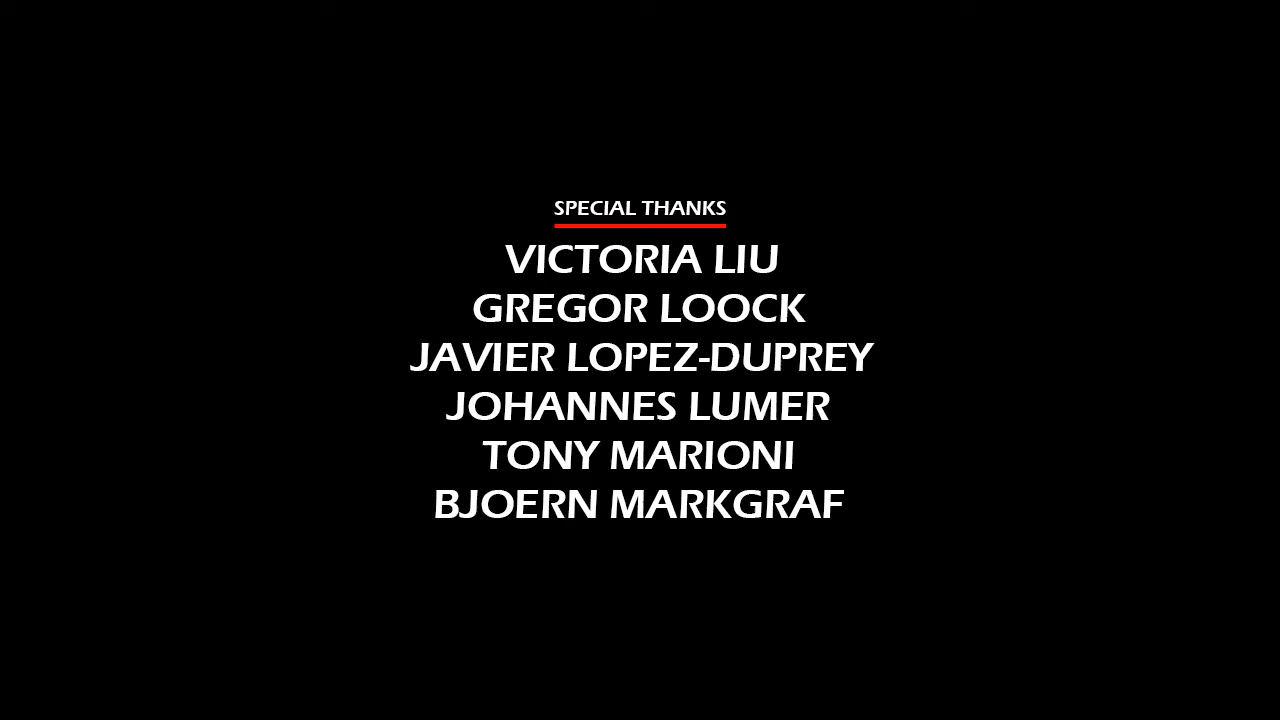 SPECIAL THANKS
VICTORIA LIU
GREGOR LOOCK
JAVIER LOPEZ-DUPREY
JOHANNES LUMER
TONY MARIONI
BJOERN MARKGRAF